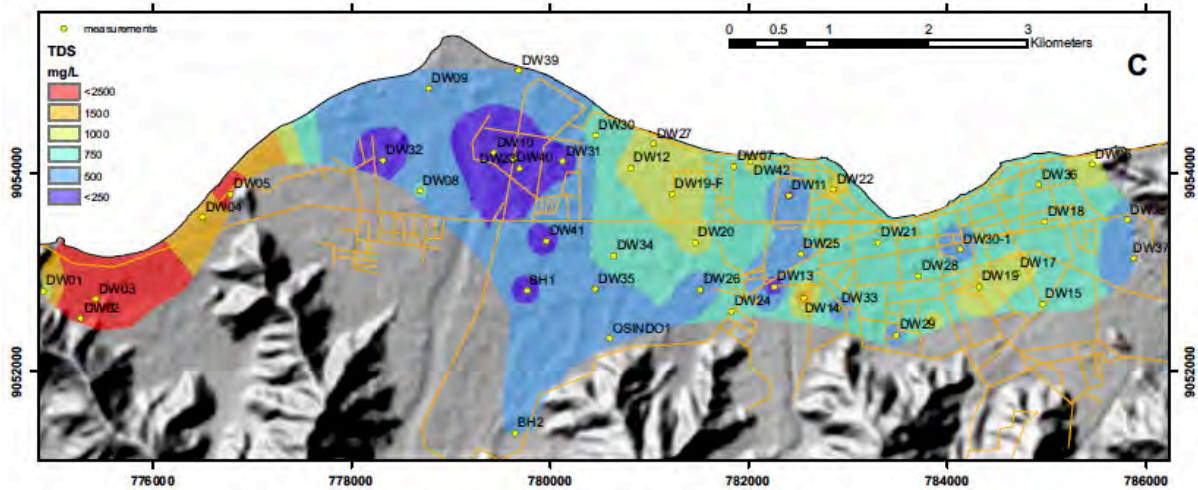 measurements
TDS
mg/L
<2500
1500
1000
750
500
<250
0 0.5 1 2 3
Kilometers
C
DW39
DW09
DW30
DW27
DW10
DW40
DW31
DW32
DW12
DW07
DW42
DW08
DW19-F
DW11
DW22
DW36
DW05
DW04
DW18
DW41
DW20
DW21
DW34
DW25
DW30-1
DW37
DW01
DW03
DW02
BH1
DW35
DW26
DW13
DW28
DW17
DW19
DW24
DW14
DW33
DW15
OSINDO1
DW29
BH2
9054000
9052000
9054000
9052000
776000 778000 780000 782000 784000 786000